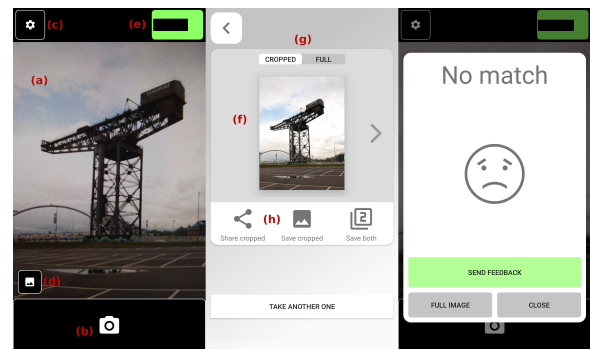 (c)
(e)
(a)
(d)
(b)
(g)
CROPPED FULL
(f)
(h)
Share cropped Save cropped Save both
TAKE ANOTHER ONE
No match
SEND FEEDBACK
FULL IMAGE CLOSE